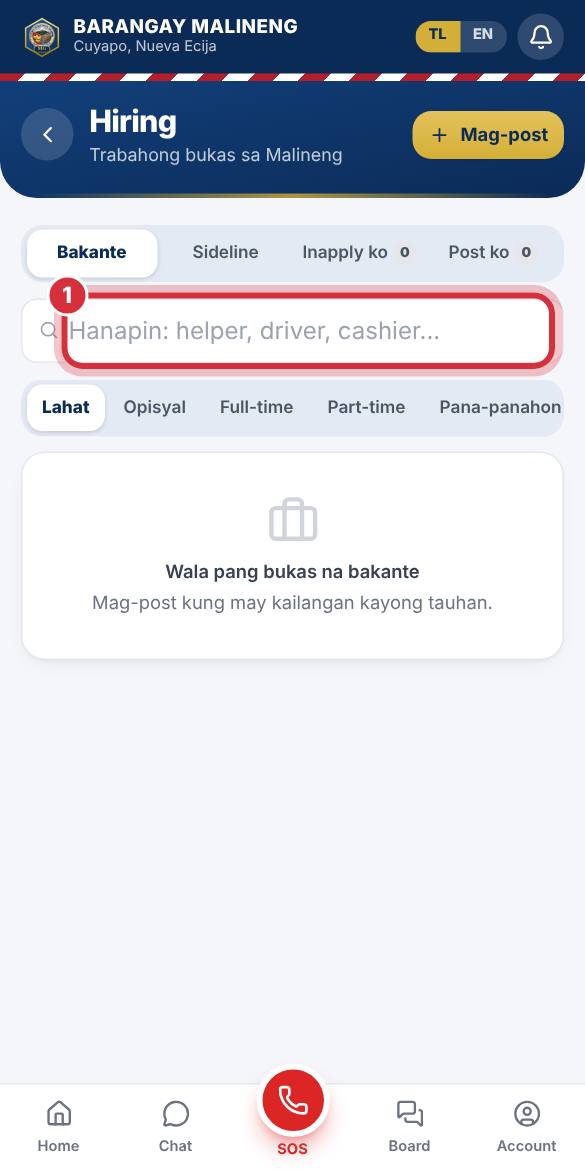 BARANGAY MALINENG
Cuyapo, Nueva Ecija
TL EN
Hiring
Trabahong bukas sa Malineng
+ Mag-post
Bakante Sideline Inapply ko 0 Post ko 0
1
Hanapin: helper, driver, cashier...
Lahat Opisyal Full-time Part-time Pana-panahon
Wala pang bukas na bakante
Mag-post kung may kailangan kayong tauhan.
Home Chat SOS Board Account